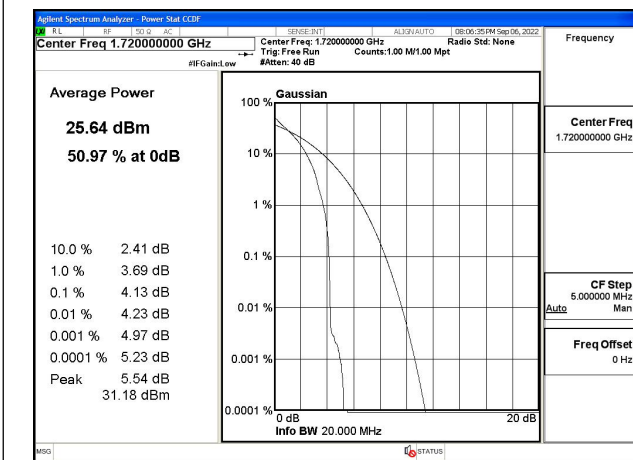 Agilent Spectrum Analyzer - Power Stat CCDF
LXI RL RF 50 Ω AC SENSE:INT ALIGN AUTO 08:06:35 PM Sep 06, 2022
Center Freq 1.720000000 GHz
Center Freq: 1.720000000 GHz Radio Std: None
Trig: Free Run Counts:1.00 M/1.00 Mpt
#IFGain:Low #Atten: 40 dB
Frequency
Average Power
25.64 dBm
50.97 % at 0dB
10.0 % 2.41 dB
1.0 % 3.69 dB
0.1 % 4.13 dB
0.01 % 4.23 dB
0.001 % 4.97 dB
0.0001 % 5.23 dB
Peak 5.54 dB
31.18 dBm
Gaussian
100 %
10 %
1 %
0.1 %
0.01 %
0.001 %
0.0001 %
0 dB 20 dB
Info BW 20.000 MHz
Center Freq
1.720000000 GHz
CF Step
5.000000 MHz
Auto Man
Freq Offset
0 Hz
MSG STATUS